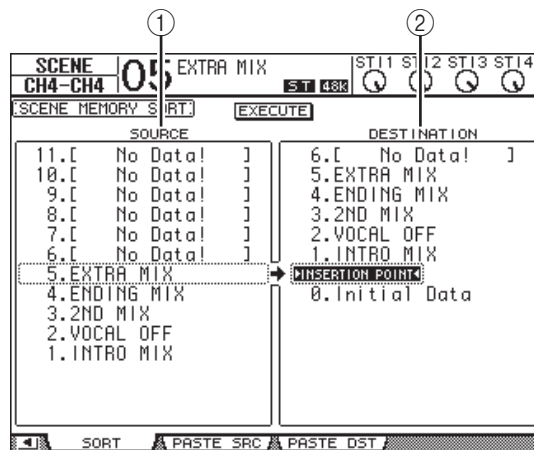 ① ②
SCENE 05 EXTRA MIX STI1 STI2 STI3 STI4
CH4-CH4 ST 48K
SCENE MEMORY SORT EXECUTE
SOURCE DESTINATION
11.[ No Data! ] 6.[ No Data! ]
10.[ No Data! ] 5.EXTRA MIX
9.[ No Data! ] 4.ENDING MIX
8.[ No Data! ] 3.2ND MIX
7.[ No Data! ] 2.VOCAL OFF
6.[ No Data! ] 1.INTRO MIX
5.EXTRA MIX INSERTION POINT
4.ENDING MIX 0.Initial Data
3.2ND MIX
2.VOCAL OFF
1.INTRO MIX
SORT PASTE SRC PASTE DST